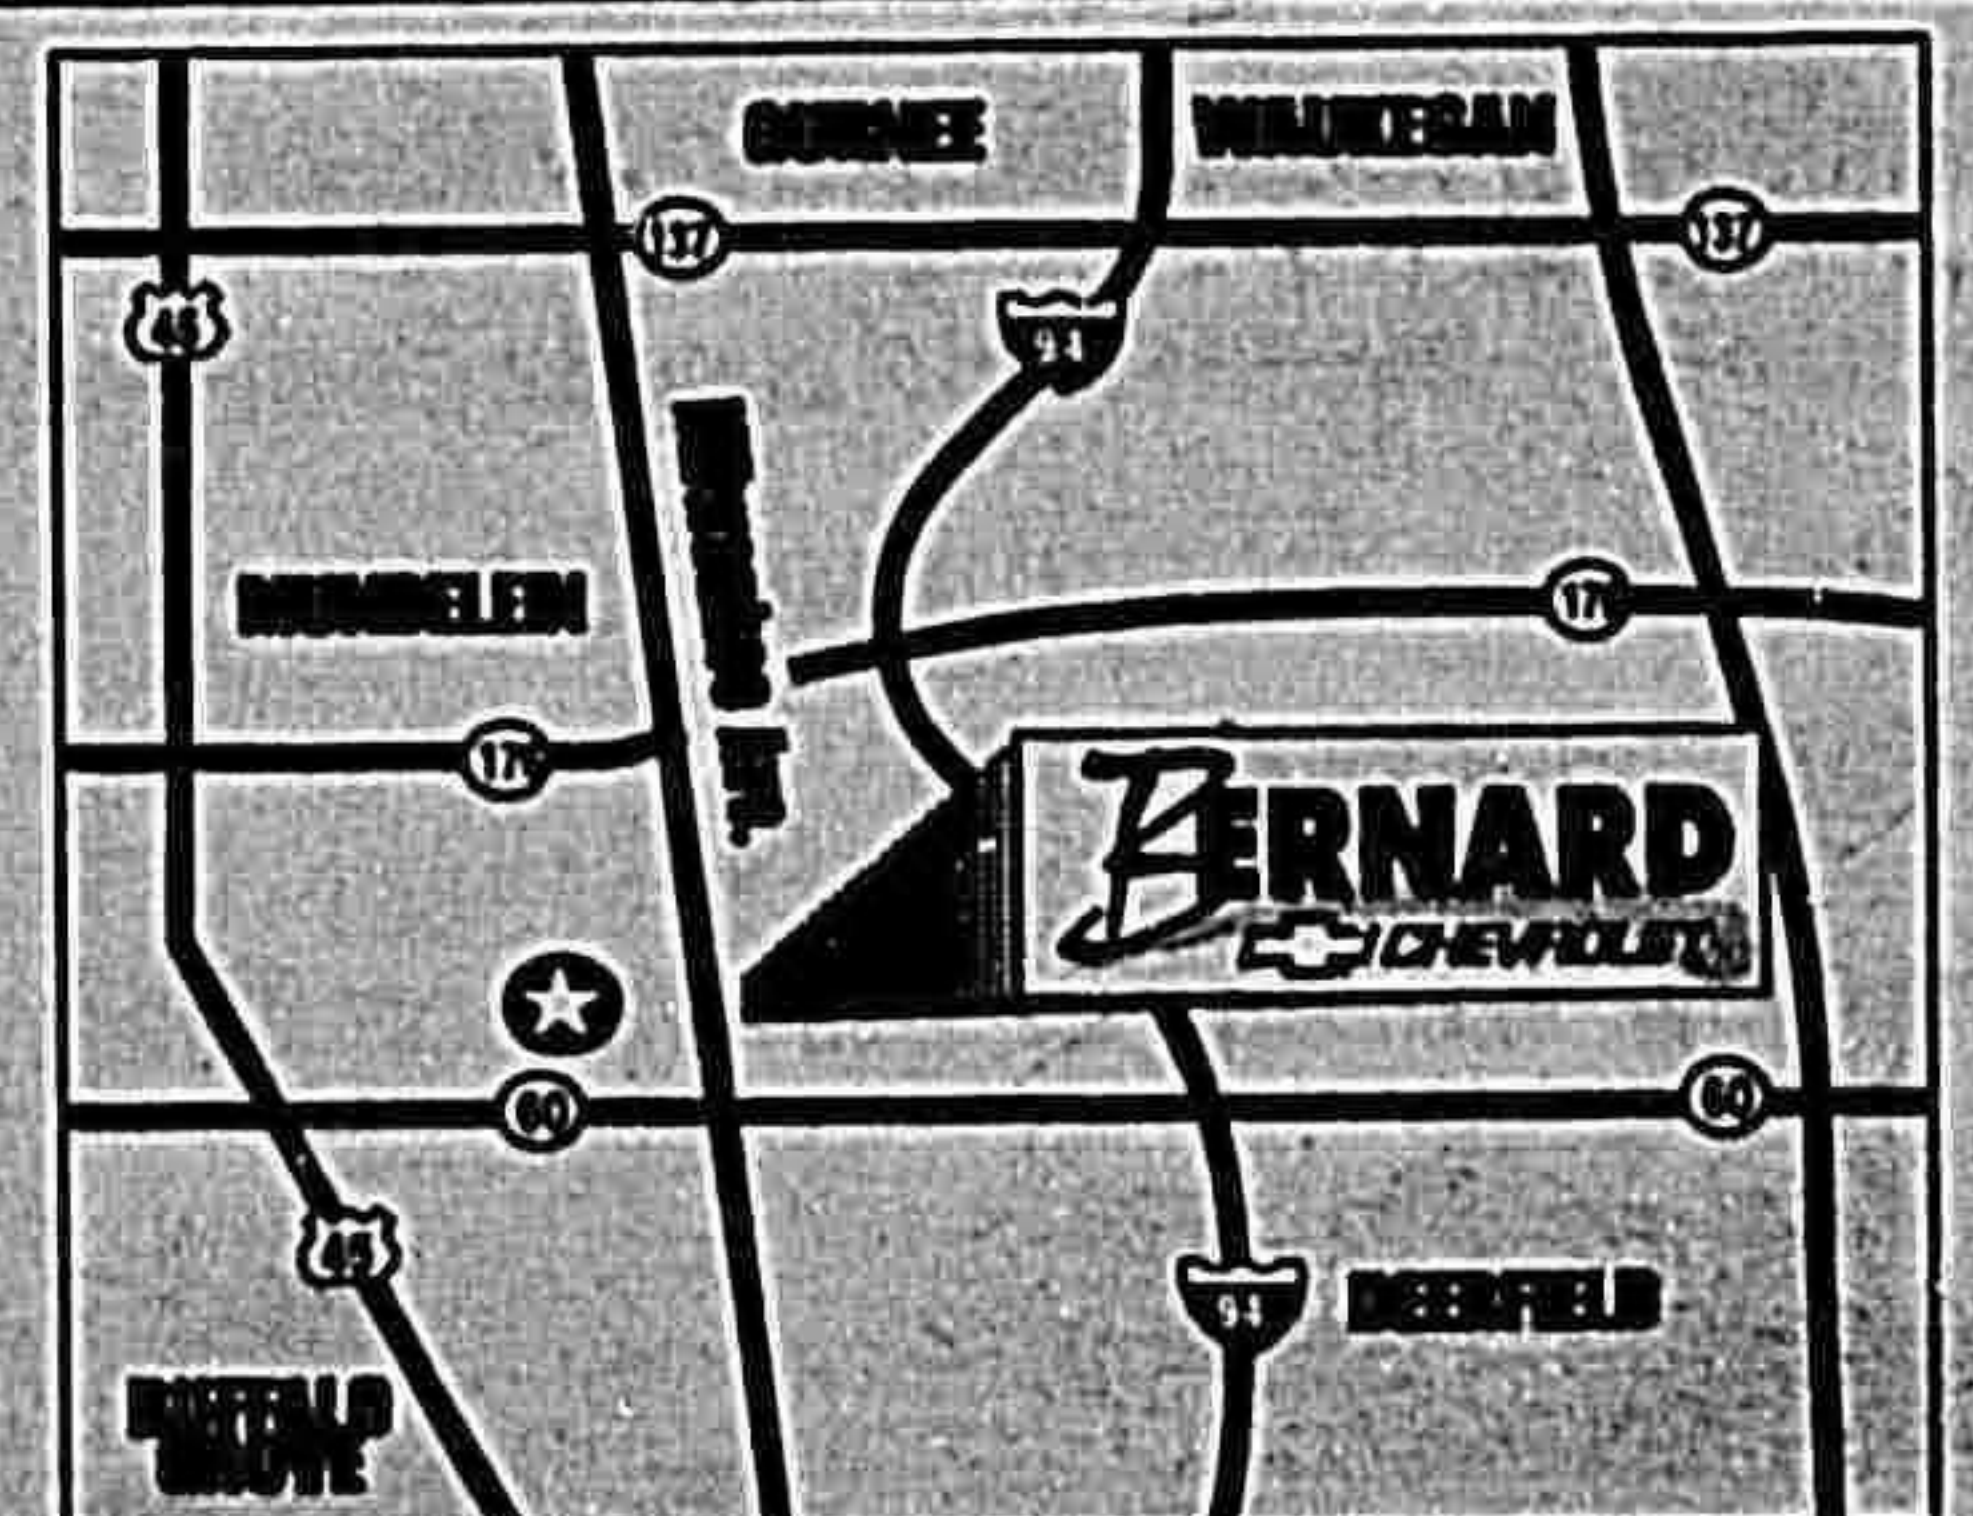 GURNEE
WAUKEGAN
137
137
45
94
MUNDELEIN
176
176
BERNARD
CHEVROLET
60
60
45
94
DEERFIELD
BUFFALO
GROVE